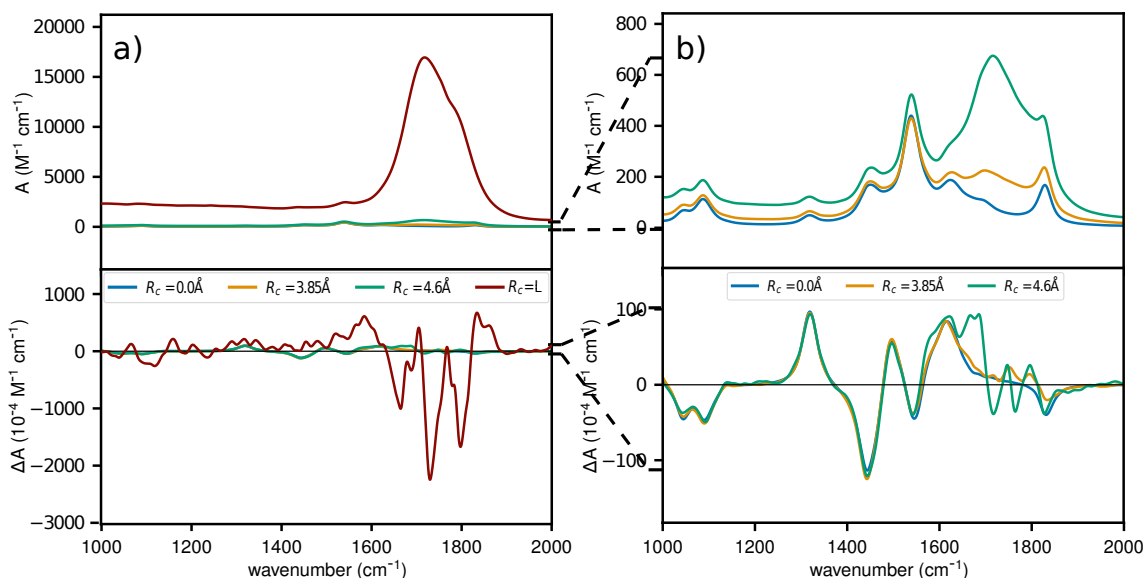 a)
A (M⁻¹ cm⁻¹)
20000
15000
10000
5000
0
R_c=0.0Å R_c=3.85Å R_c=4.6Å R_c=L
ΔA (10⁻⁴ M⁻¹ cm⁻¹)
1000
0
−1000
−2000
−3000
1000 1200 1400 1600 1800 2000
wavenumber (cm⁻¹)
b)
A (M⁻¹ cm⁻¹)
800
600
400
200
0
R_c=0.0Å R_c=3.85Å R_c=4.6Å
ΔA (10⁻⁴ M⁻¹ cm⁻¹)
100
0
−100
1000 1200 1400 1600 1800 2000
wavenumber (cm⁻¹)